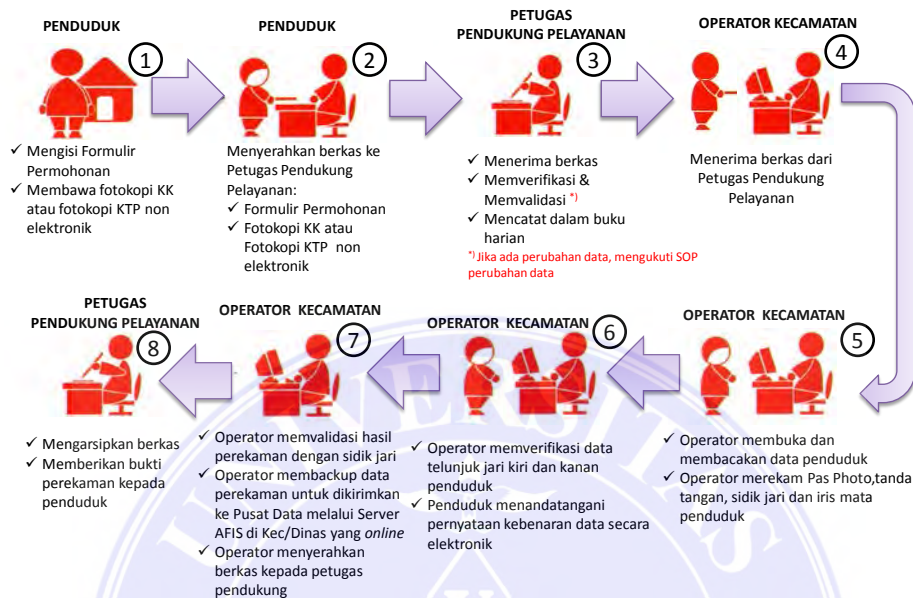 PENDUDUK
1
✓ Mengisi Formulir
Permohonan
✓ Membawa fotokopi KK
atau fotokopi KTP non
elektronik
PENDUDUK
2
Menyerahkan berkas ke
Petugas Pendukung
Pelayanan:
✓ Formulir Permohonan
✓ Fotokopi KK atau
Fotokopi KTP non
elektronik
PETUGAS
PENDUKUNG PELAYANAN
3
✓ Menerima berkas
✓ Memverifikasi &
Memvalidasi *)
✓ Mencatat dalam buku
harian
*) Jika ada perubahan data, mengukuti SOP
perubahan data
OPERATOR KECAMATAN
4
Menerima berkas dari
Petugas Pendukung
Pelayanan
OPERATOR KECAMATAN
5
✓ Operator membuka dan
membacakan data penduduk
✓ Operator merekam Pas Photo,tanda
tangan, sidik jari dan iris mata
penduduk
OPERATOR KECAMATAN
6
✓ Operator memverifikasi data
telunjuk jari kiri dan kanan
penduduk
✓ Penduduk menandatangani
pernyataan kebenaran data secara
elektronik
OPERATOR KECAMATAN
7
✓ Operator memvalidasi hasil
perekaman dengan sidik jari
✓ Operator membackup data
perekaman untuk dikirimkan
ke Pusat Data melalui Server
AFIS di Kec/Dinas yang online
✓ Operator menyerahkan
berkas kepada petugas
pendukung
PETUGAS
PENDUKUNG PELAYANAN
8
✓ Mengarsipkan berkas
✓ Memberikan bukti
perekaman kepada
penduduk
UNIVERSITAS